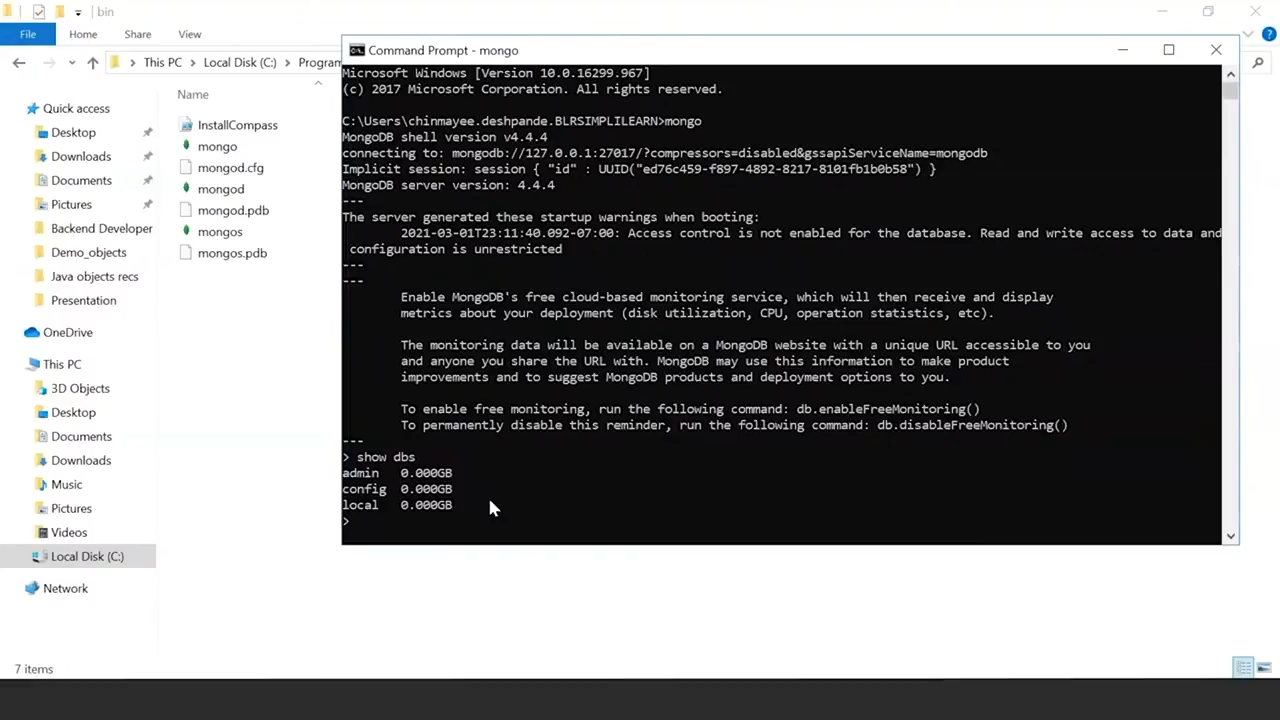 bin
File
Home
Share
View
This PC
Local Disk (C:)
Program
Name
Quick access
Desktop
Downloads
Documents
Pictures
Backend Developer
Demo_objects
Java objects recs
Presentation
OneDrive
This PC
3D Objects
Desktop
Documents
Downloads
Music
Pictures
Videos
Local Disk (C:)
Network
InstallCompass
mongo
mongod.cfg
mongod
mongod.pdb
mongos
mongos.pdb
7 items
Command Prompt - mongo
Microsoft Windows [Version 10.0.16299.967]
(c) 2017 Microsoft Corporation. All rights reserved.
C:\Users\chinmayee.deshpande.BLRSIMPLILEARN>mongo
MongoDB shell version v4.4.4
connecting to: mongodb://127.0.0.1:27017/?compressors=disabled&gssapiServiceName=mongodb
Implicit session: session { "id" : UUID("ed76c459-f897-4892-8217-8101fb1b0b58") }
MongoDB server version: 4.4.4
---
The server generated these startup warnings when booting:
2021-03-01T23:11:40.092-07:00: Access control is not enabled for the database. Read and write access to data and
configuration is unrestricted
---
---
Enable MongoDB's free cloud-based monitoring service, which will then receive and display
metrics about your deployment (disk utilization, CPU, operation statistics, etc).
The monitoring data will be available on a MongoDB website with a unique URL accessible to you
and anyone you share the URL with. MongoDB may use this information to make product
improvements and to suggest MongoDB products and deployment options to you.
To enable free monitoring, run the following command: db.enableFreeMonitoring()
To permanently disable this reminder, run the following command: db.disableFreeMonitoring()
---
> show dbs
admin 0.000GB
config 0.000GB
local 0.000GB
>